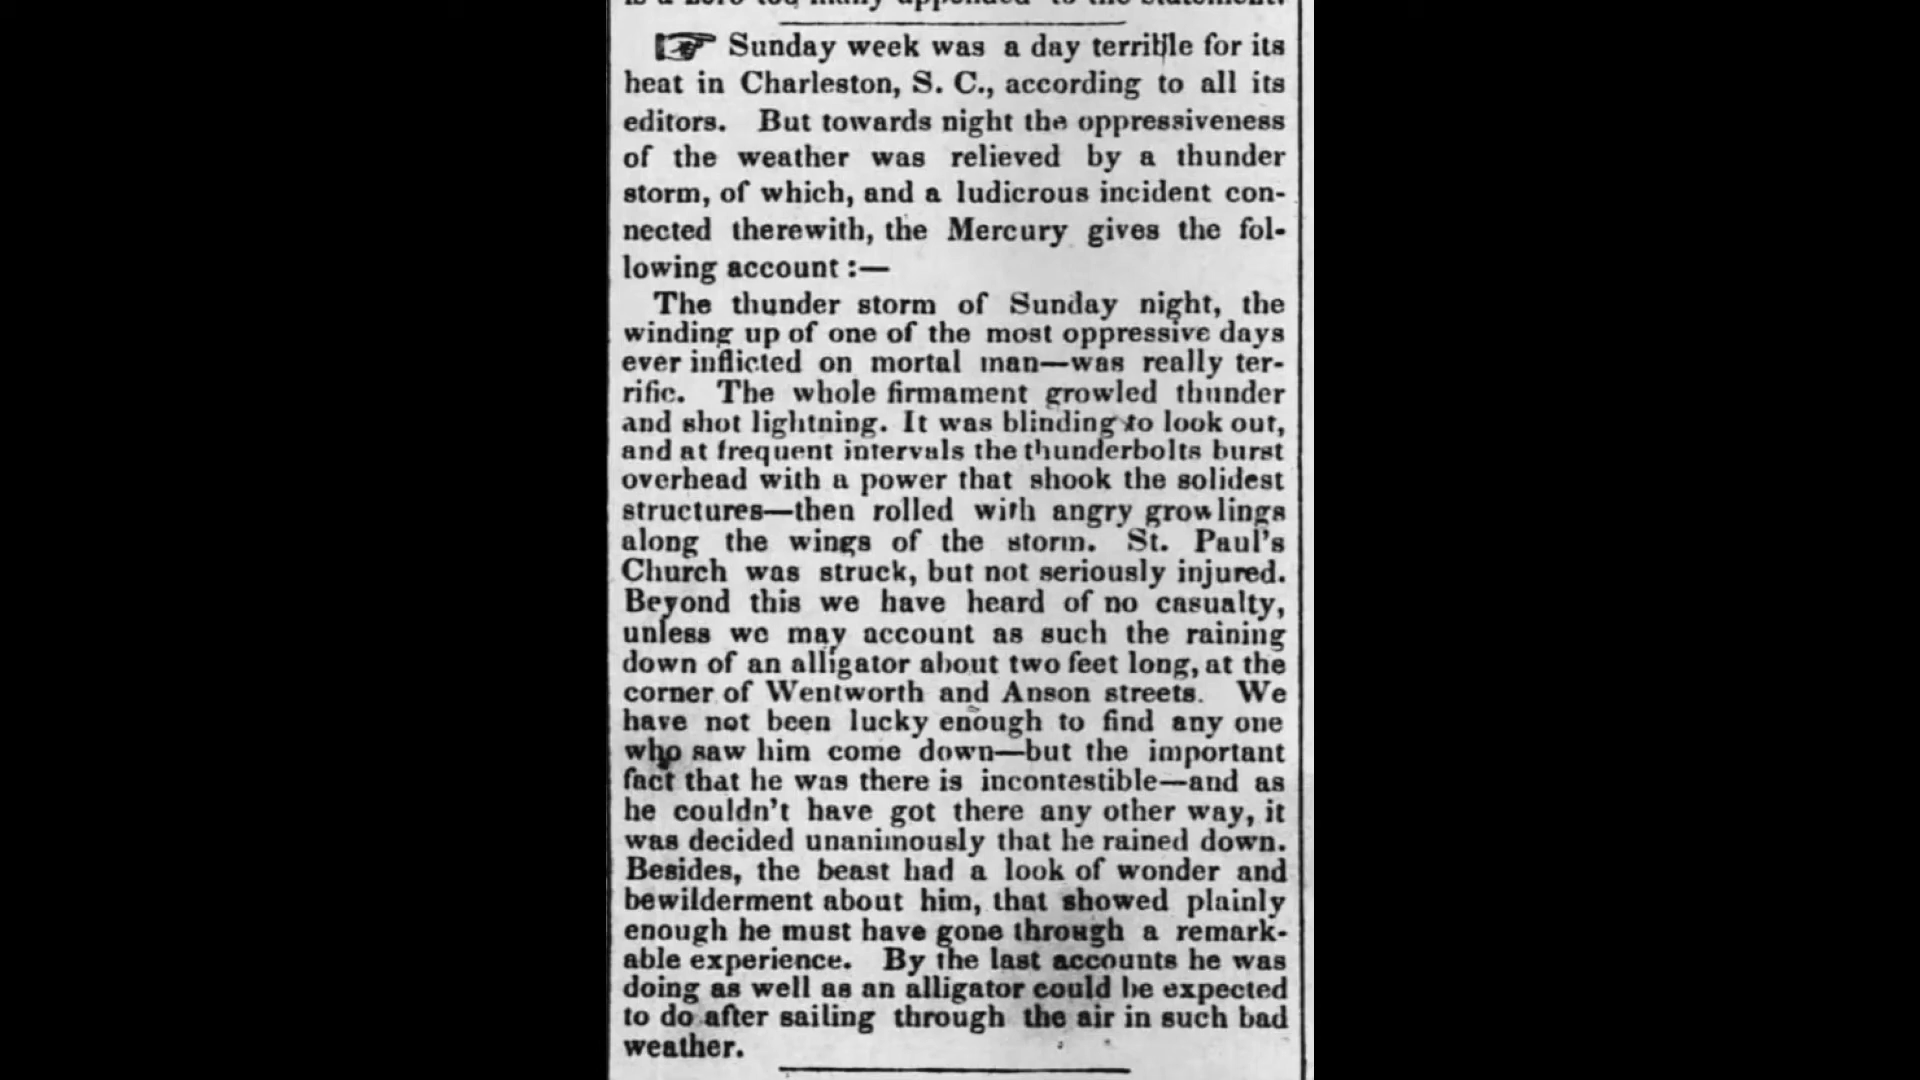 is a zero too many appended to the statement.
Sunday week was a day terrible for its
heat in Charleston, S. C., according to all its
editors. But towards night the oppressiveness
of the weather was relieved by a thunder
storm, of which, and a ludicrous incident con-
nected therewith, the Mercury gives the fol-
lowing account :—
The thunder storm of Sunday night, the
winding up of one of the most oppressive days
ever inflicted on mortal man—was really ter-
rific. The whole firmament growled thunder
and shot lightning. It was blinding to look out,
and at frequent intervals the thunderbolts burst
overhead with a power that shook the solidest
structures—then rolled with angry growlings
along the wings of the storm. St. Paul's
Church was struck, but not seriously injured.
Beyond this we have heard of no casualty,
unless we may account as such the raining
down of an alligator about two feet long, at the
corner of Wentworth and Anson streets. We
have not been lucky enough to find any one
who saw him come down—but the important
fact that he was there is incontestible—and as
he couldn't have got there any other way, it
was decided unanimously that he rained down.
Besides, the beast had a look of wonder and
bewilderment about him, that showed plainly
enough he must have gone through a remark-
able experience. By the last accounts he was
doing as well as an alligator could be expected
to do after sailing through the air in such bad
weather.